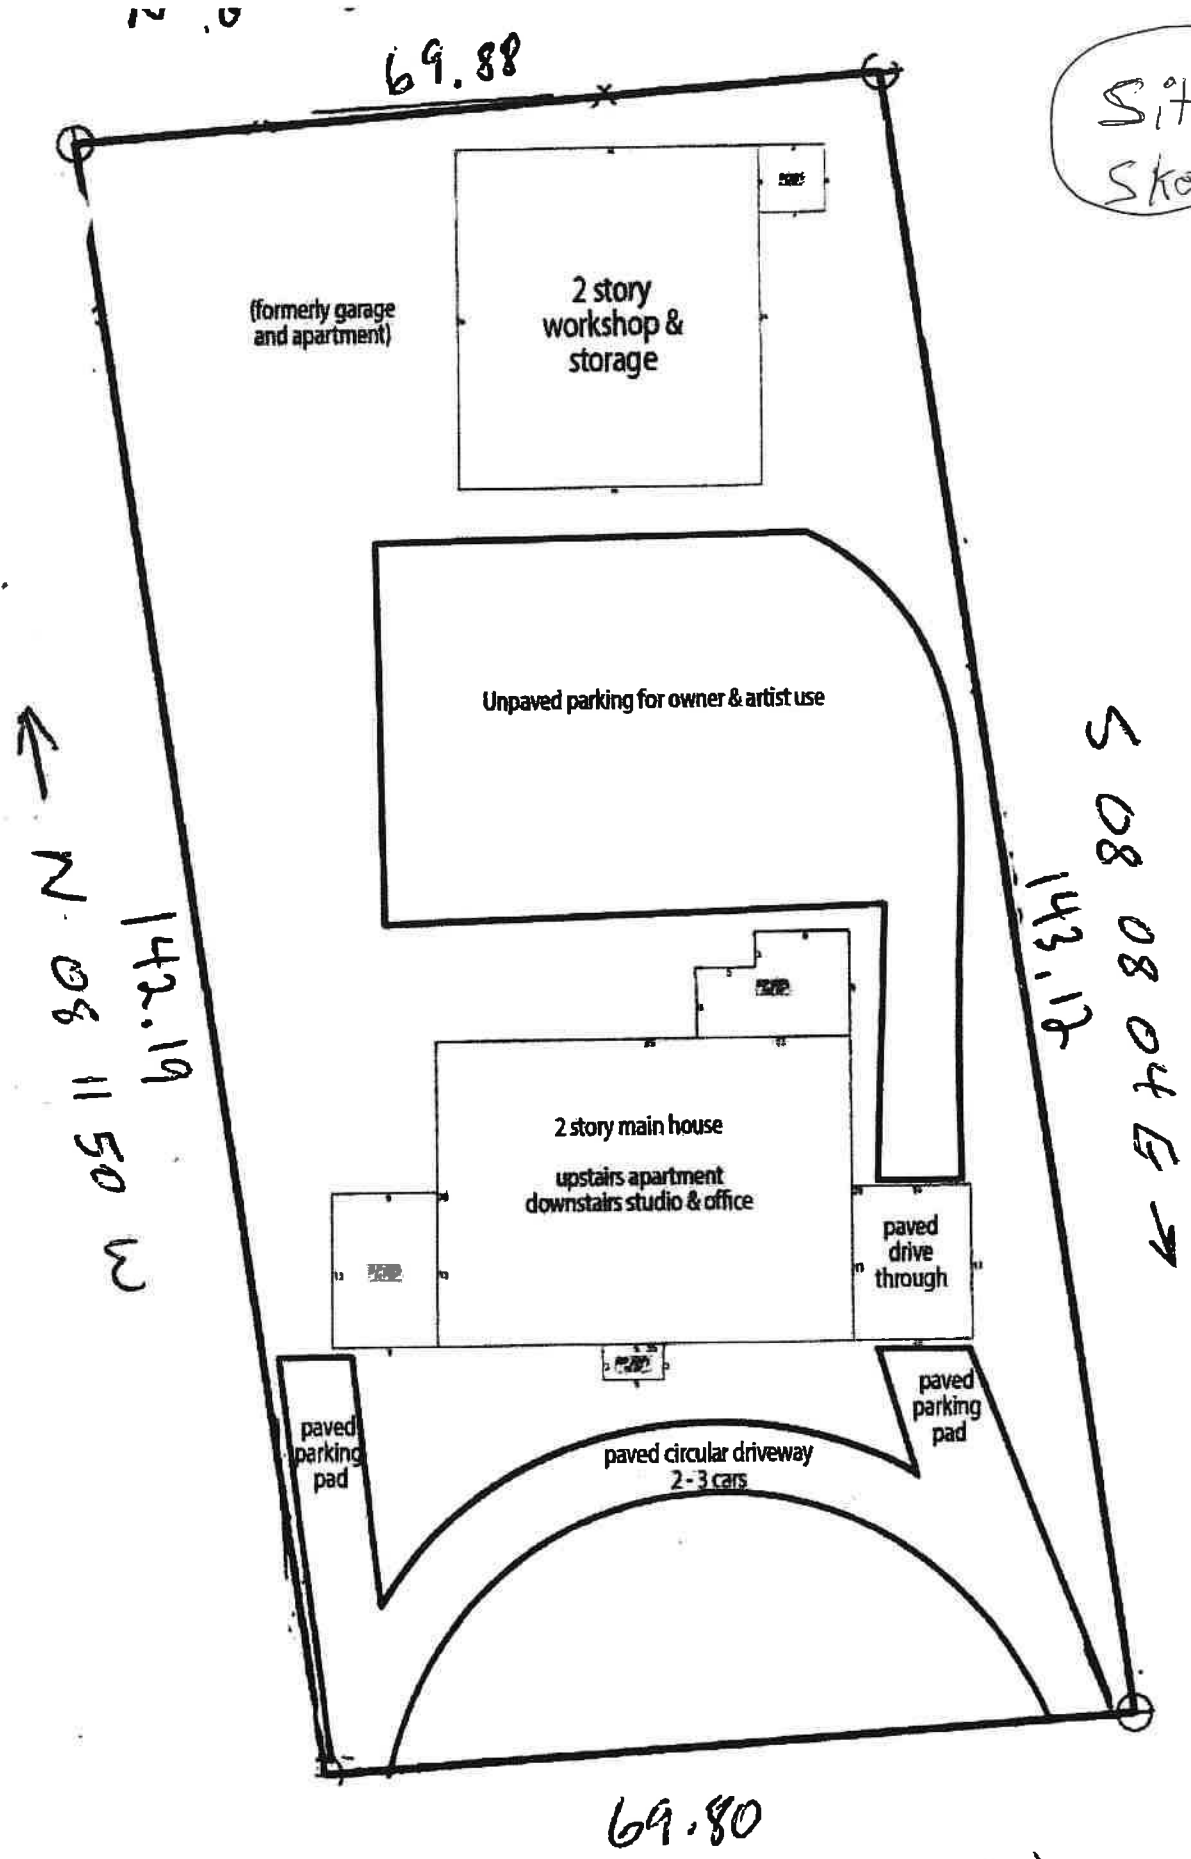 69.88
Sit
Ske
(formerly garage
and apartment)
2 story
workshop &
storage
Unpaved parking for owner & artist use
← N 08 11 50 W
142.19
143.12
S 08 08 04 E →
2 story main house
upstairs apartment
downstairs studio & office
paved
drive
through
paved
parking
pad
paved circular driveway
2 - 3 cars
paved
parking
pad
69.80